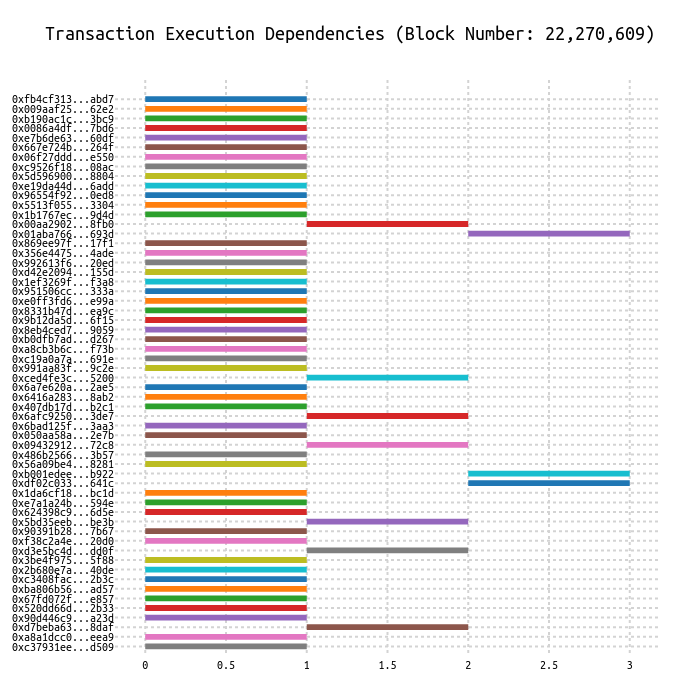 Transaction Execution Dependencies (Block Number: 22,270,609)
0xfb4cf313...abd7
0x009aaf25...62e2
0xb190ac1c...3bc9
0x0086a4df...7bd6
0xe7b6de63...60df
0x667e724b...264f
0x06f27ddd...e550
0xc9526f18...08ac
0x5d596900...8804
0xe19da44d...6add
0x96554f92...0ed8
0x5513f055...3304
0x1b1767ec...9d4d
0x00aa2902...8fb0
0x01aba766...693d
0x869ee97f...17f1
0x356e4475...4ade
0x992613f6...20ed
0xd42e2094...155d
0x1ef3269f...f3a8
0x951506cc...333a
0xe0ff3fd6...e99a
0x8331b47d...ea9c
0x9b12da5d...6f15
0x8eb4ced7...9059
0xb0dfb7ad...d267
0xa8cb3b6c...f73b
0xc19a0a7a...691e
0x991aa83f...9c2e
0xced4fe3c...5200
0x6a7e620a...2ae5
0x6416a283...8ab2
0x407db17d...b2c1
0x6afc9250...3de7
0x6bad125f...3aa3
0x050aa58a...2e7b
0x09432912...72c8
0x486b2566...3b57
0x56a09be4...8281
0xb001edee...b922
0xdf02c033...641c
0x1da6cf18...bc1d
0xe7a1a24b...594e
0x624398c9...6d5e
0x5bd35eeb...be3b
0x90391b28...7b67
0xf38c2a4e...20d0
0xd3e5bc4d...dd0f
0x3be4f975...5f88
0x2b680e7a...40de
0xc3408fac...2b3c
0xba806b56...ad57
0x67fd072f...e857
0x520dd66d...2b33
0x90d446c9...a23d
0xd7beba63...8daf
0xa8a1dcc0...eea9
0xc37931ee...d509
0 0.5 1 1.5 2 2.5 3